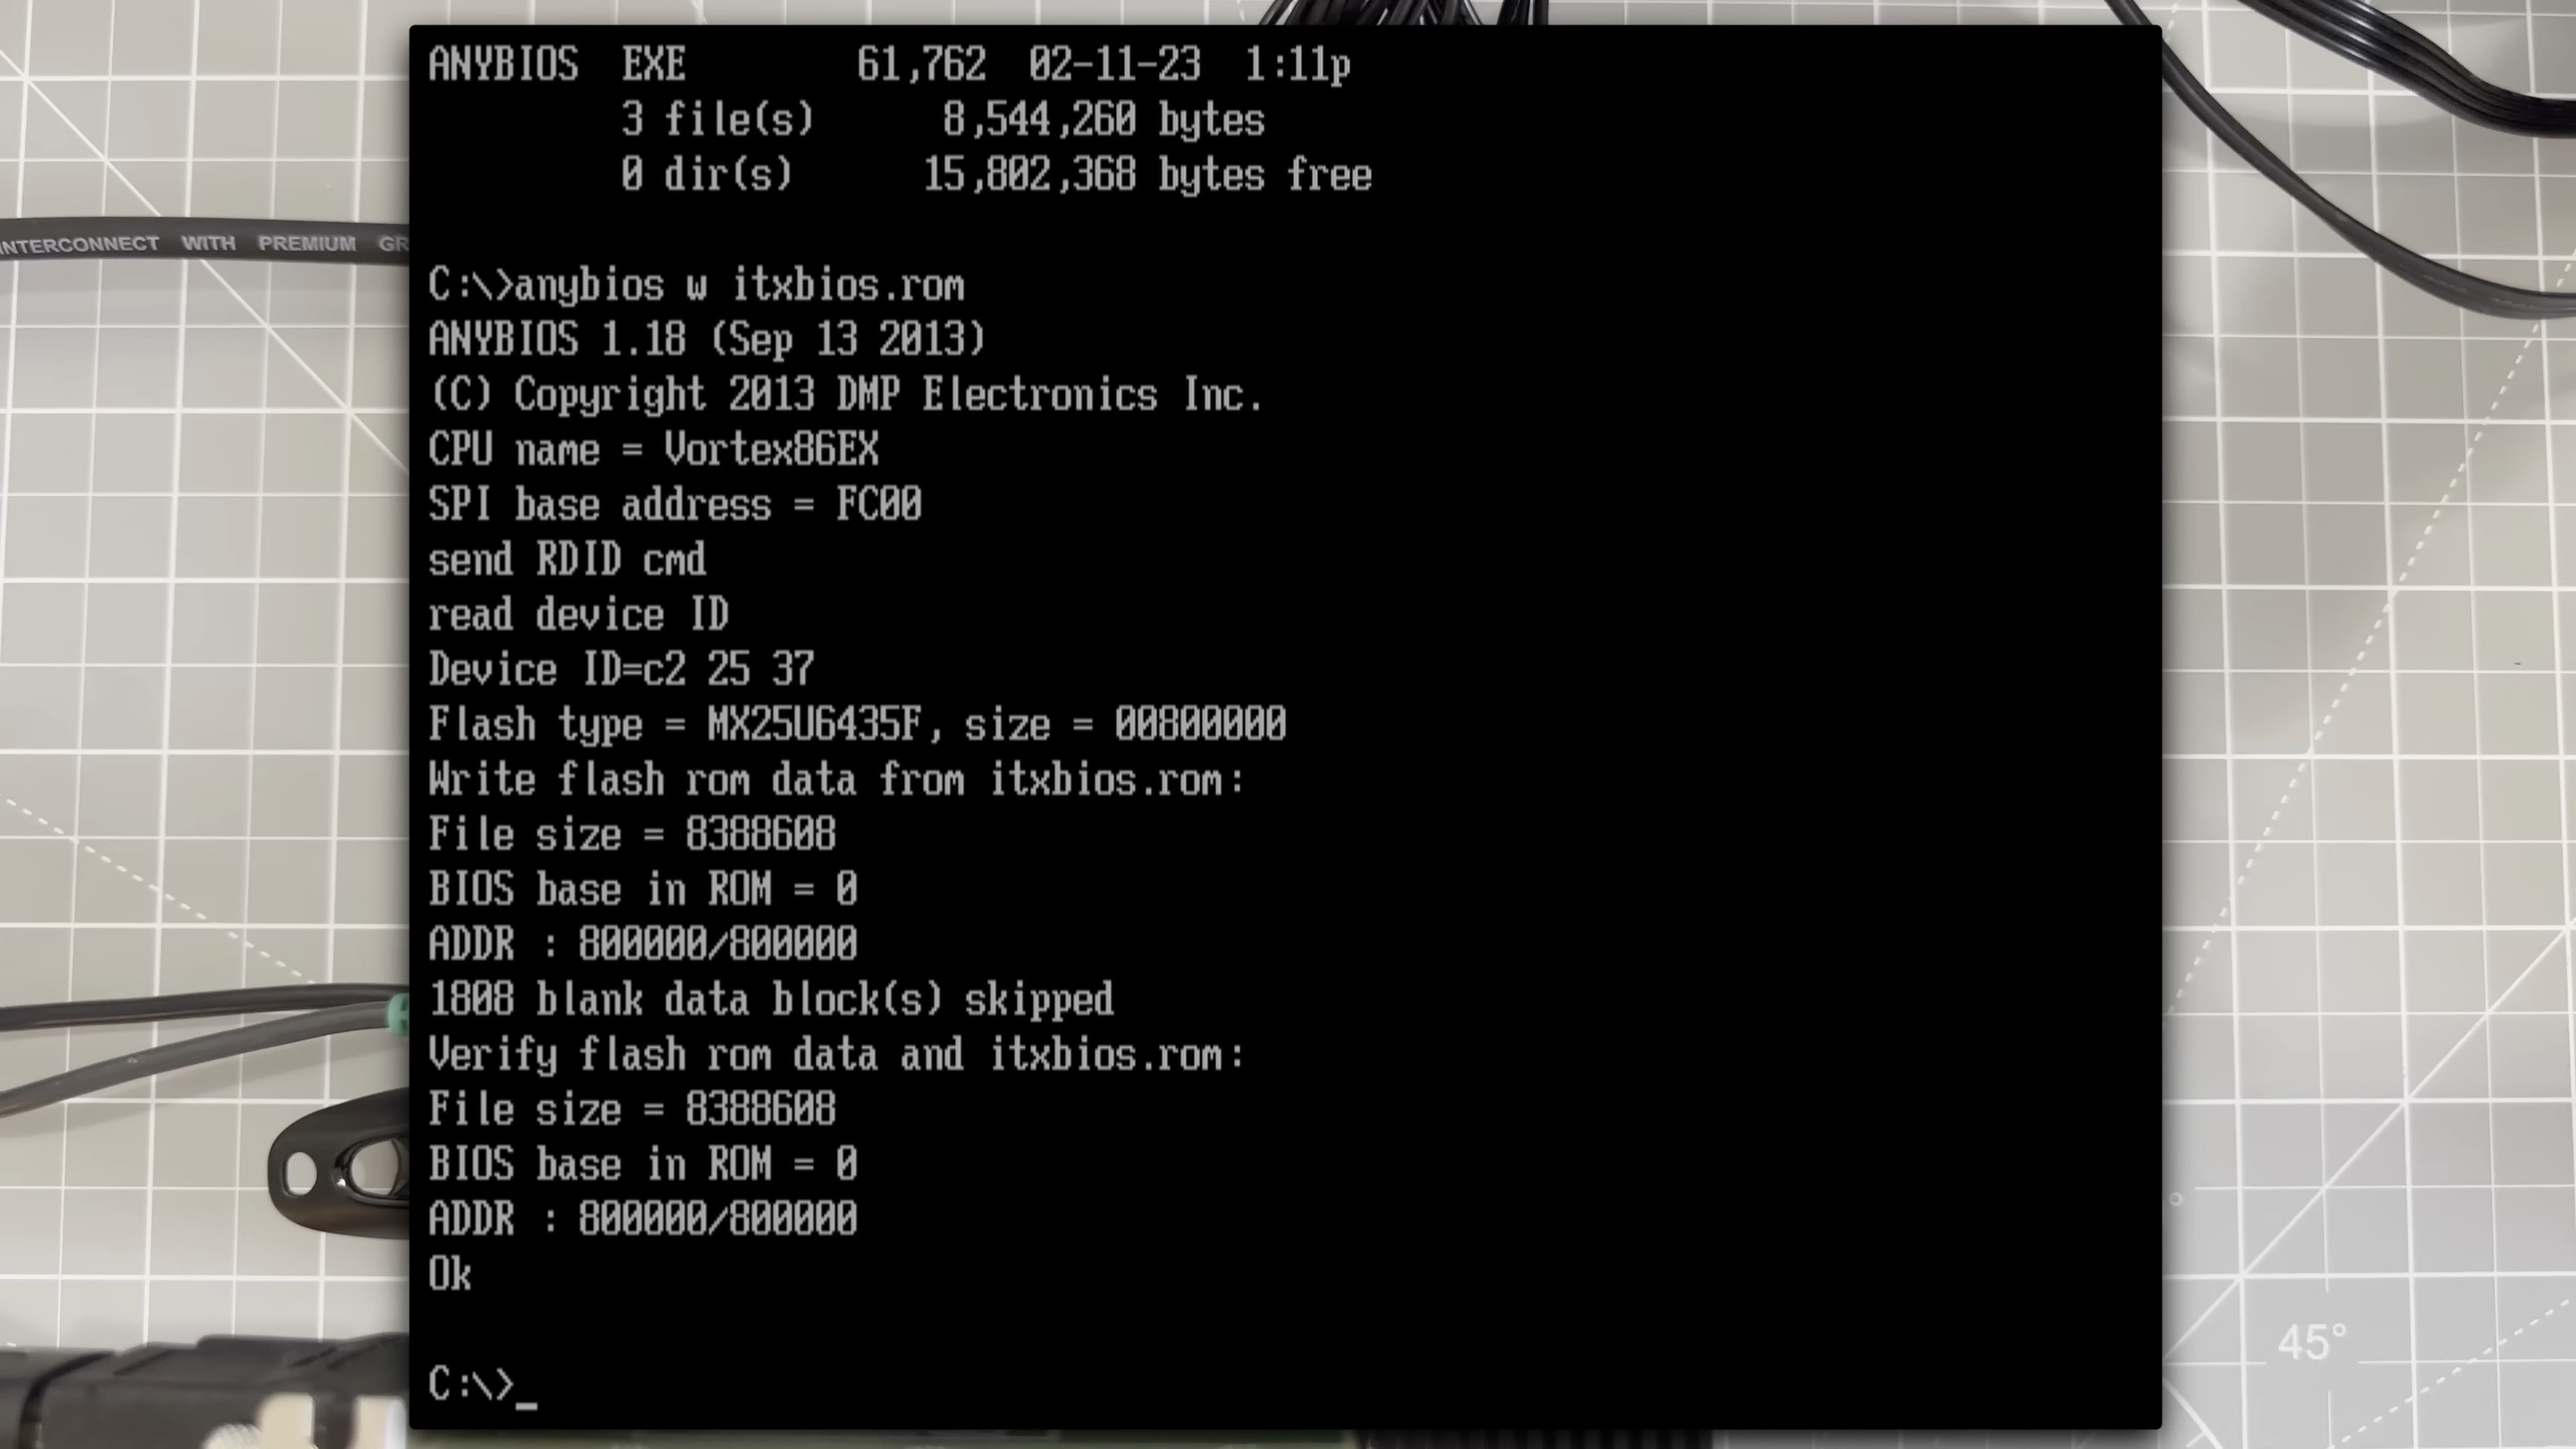 ANYBIOS  EXE        61,762  02-11-23  1:11p
3 file(s)      8,544,260 bytes
0 dir(s)      15,802,368 bytes free
INTERCONNECT WITH PREMIUM
C:\>anybios w itxbios.rom
ANYBIOS 1.18 (Sep 13 2013)
(C) Copyright 2013 DMP Electronics Inc.
CPU name = Vortex86EX
SPI base address = FC00
send RDID cmd
read device ID
Device ID=c2 25 37
Flash type = MX25U6435F, size = 00800000
Write flash rom data from itxbios.rom:
File size = 8388608
BIOS base in ROM = 0
ADDR : 800000/800000
1808 blank data block(s) skipped
Verify flash rom data and itxbios.rom:
File size = 8388608
BIOS base in ROM = 0
ADDR : 800000/800000
Ok
45°
C:\>_